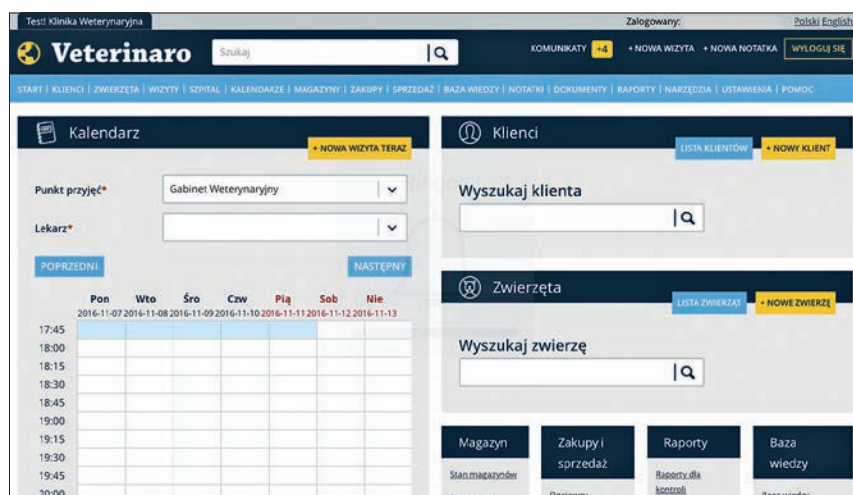 Test! Klinika Weterynaryjna
Zalogowany:
Polski English
Veterinaro
Szukaj
KOMUNIKATY +4
+ NOWA WIZYTA
+ NOWA NOTATKA
WYLOGUJ SIĘ
START | KLIENCI | ZWIERZĘTA | WIZYTY | SZPITAL | KALENDARZE | MAGAZYNY | ZAKUPY | SPRZEDAŻ | BAZA WIEDZY | NOTATKI | DOKUMENTY | RAPORTY | NARZĘDZIA | USTAWIENIA | POMOC
Kalendarz
+ NOWA WIZYTA TERAZ
Punkt przyjęć*
Gabinet Weterynaryjny
Lekarz*
POPRZEDNI
NASTĘPNY
Pon Wto Śro Czw Pią Sob Nie
2016-11-07 2016-11-08 2016-11-09 2016-11-10 2016-11-11 2016-11-12 2016-11-13
17:45
18:00
18:15
18:30
18:45
19:00
19:15
19:30
19:45
20:00
Klienci
LISTA KLIENTÓW
+ NOWY KLIENT
Wyszukaj klienta
Zwierzęta
LISTA ZWIERZĄT
+ NOWE ZWIERZĘ
Wyszukaj zwierzę
Magazyn
Stan magazynów
Zakupy i
sprzedaż
Raporty
Raporty dla
kontroli
Baza
wiedzy
Baza wiedzy